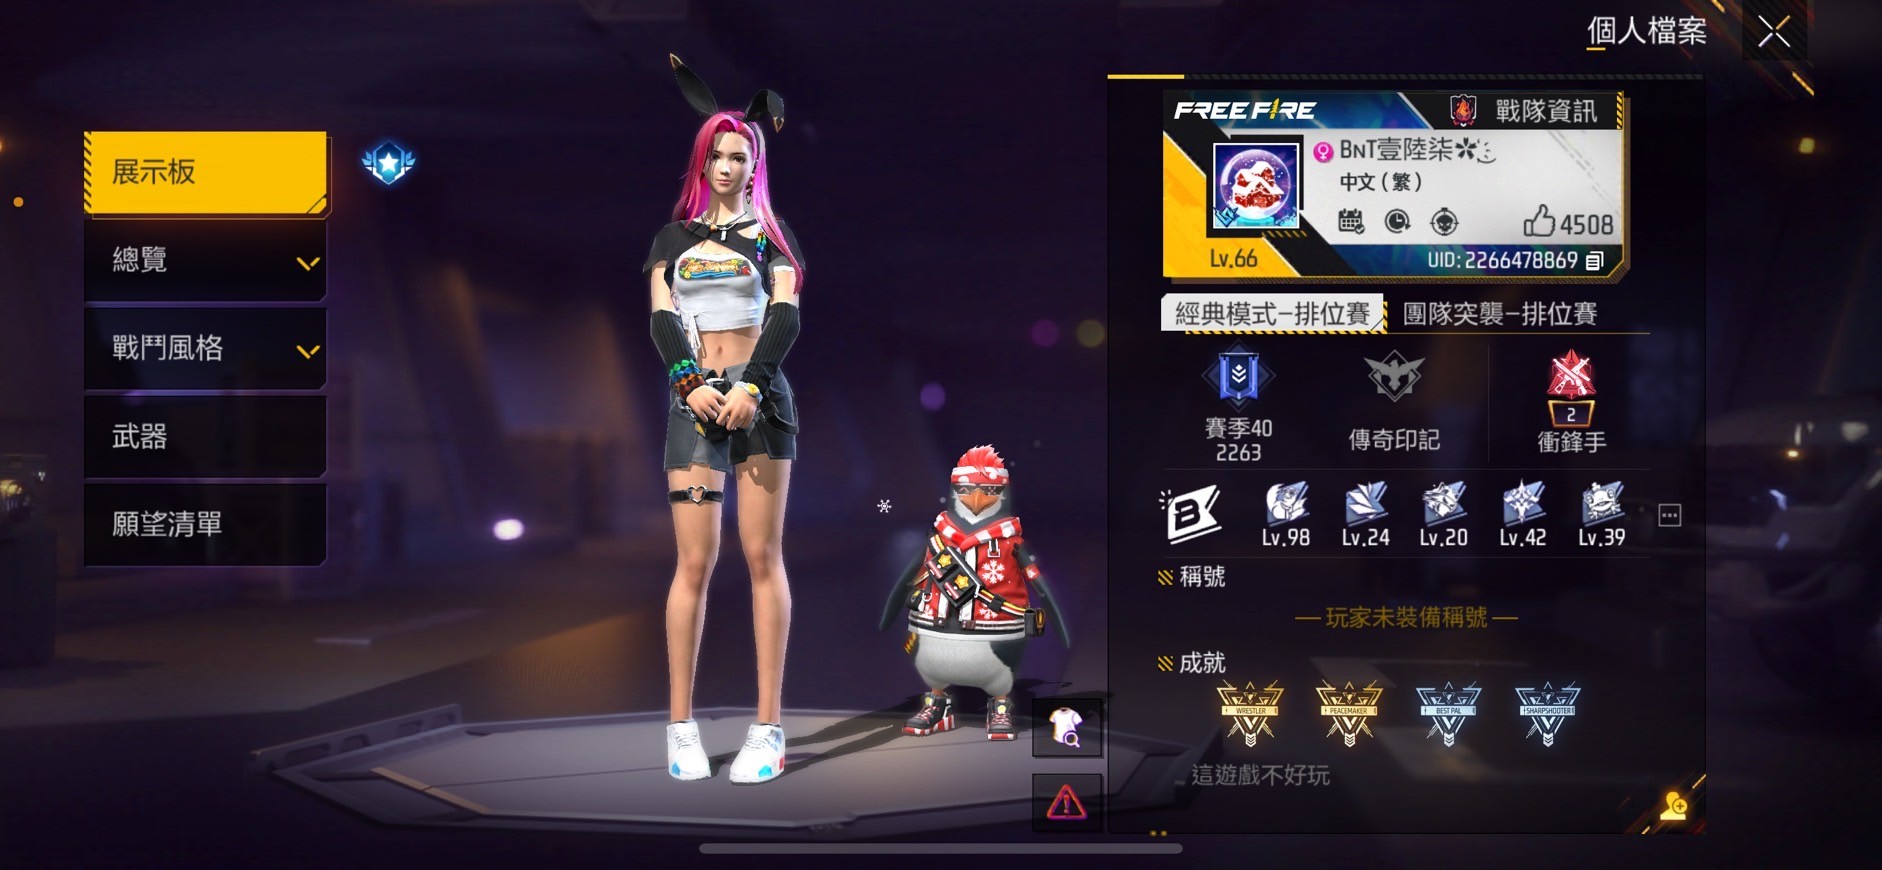 個人檔案
展示板
總覽
戰鬥風格
武器
願望清單
FREE FIRE
戰隊資訊
BNT壹陸柒
中文(繁)
4508
Lv.66
UID:2266478869
經典模式-排位賽
團隊突襲-排位賽
賽季40
2263
傳奇印記
2
衝鋒手
B
Lv.98
Lv.24
Lv.20
Lv.42
Lv.39
稱號
—玩家未裝備稱號—
成就
WRESTLER
PEACEMAKER
BEST PAL
SHARPSHOOTER
這遊戲不好玩